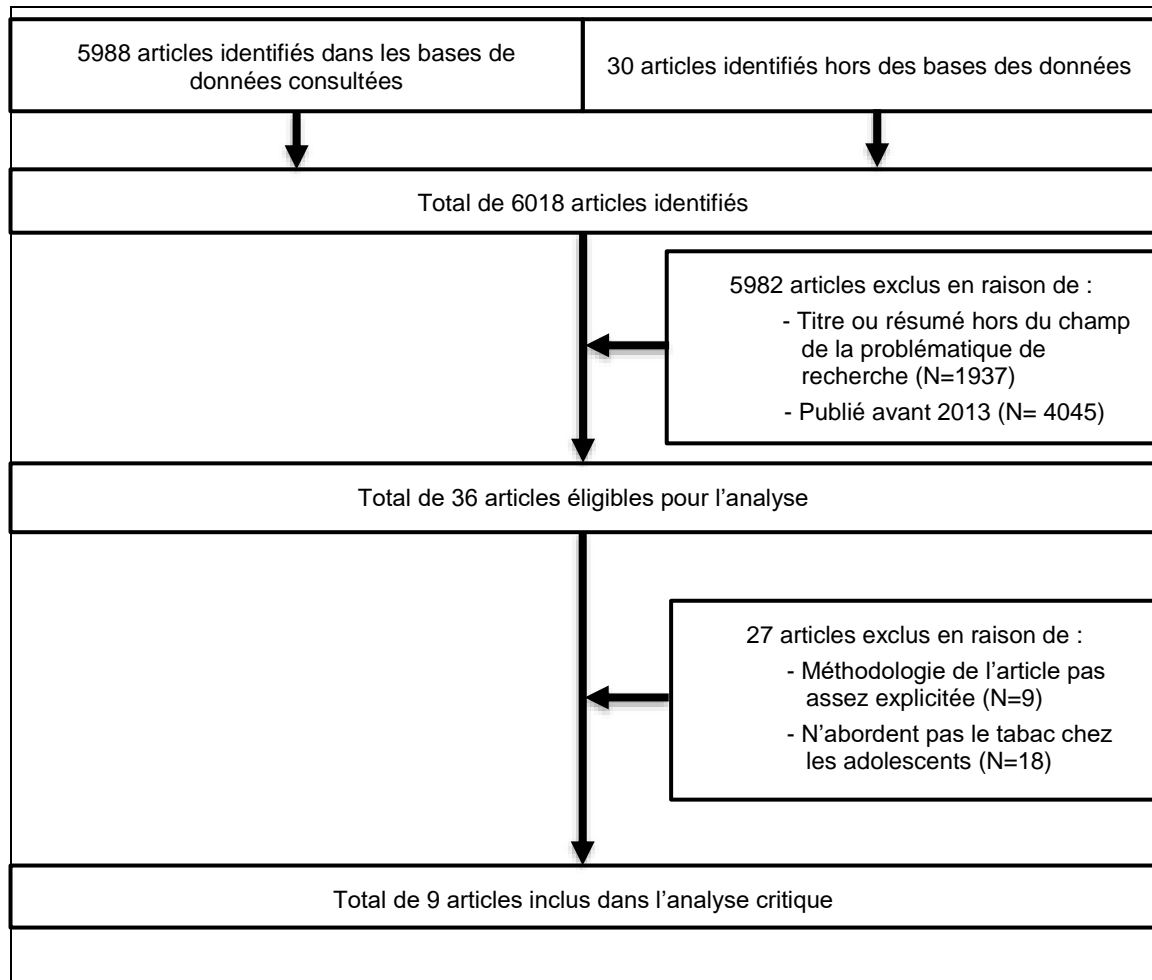 5988 articles identifiés dans les bases de
données consultées
30 articles identifiés hors des bases des données
Total de 6018 articles identifiés
5982 articles exclus en raison de :
- Titre ou résumé hors du champ
de la problématique de
recherche (N=1937)
- Publié avant 2013 (N= 4045)
Total de 36 articles éligibles pour l’analyse
27 articles exclus en raison de :
- Méthodologie de l’article pas
assez explicitée (N=9)
- N’abordent pas le tabac chez
les adolescents (N=18)
Total de 9 articles inclus dans l’analyse critique